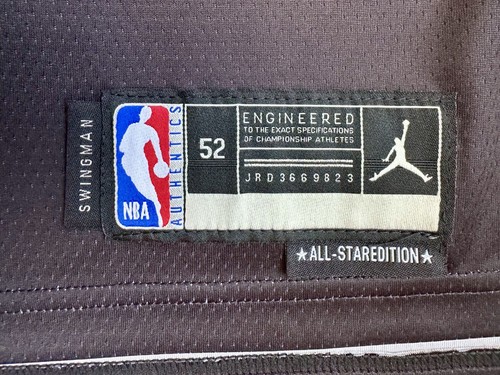 SWINGMAN
NBA
AUTHENTICS
52
ENGINEERED
TO THE EXACT SPECIFICATIONS
OF CHAMPIONSHIP ATHLETES
JRD3669823
★ALL-STAREDITION★